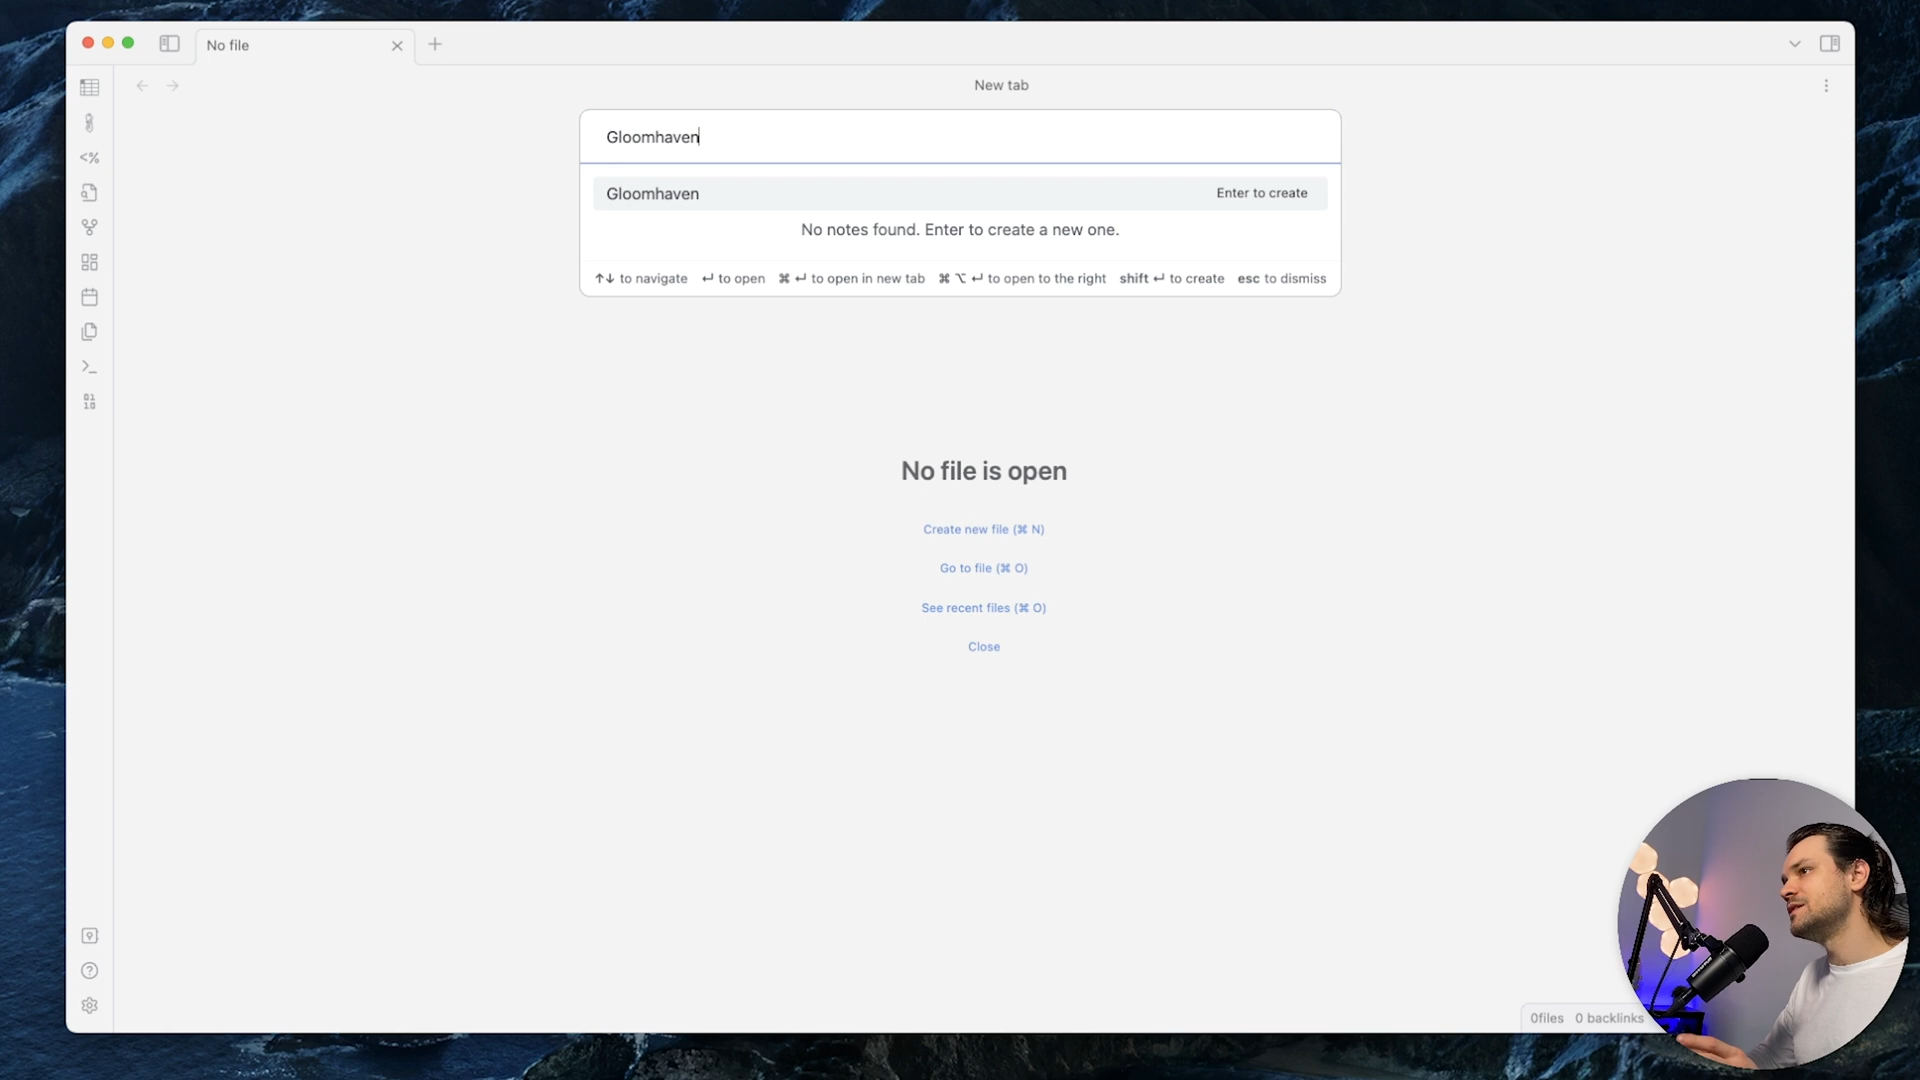 No file
New tab
Gloomhaven
Gloomhaven Enter to create
No notes found. Enter to create a new one.
↑↓ to navigate ↵ to open ⌘ ↵ to open in new tab ⌘ ⌥ ↵ to open to the right shift ↵ to create esc to dismiss
<%
>_
01
10
No file is open
Create new file (⌘ N)
Go to file (⌘ O)
See recent files (⌘ O)
Close
0files 0 backlinks